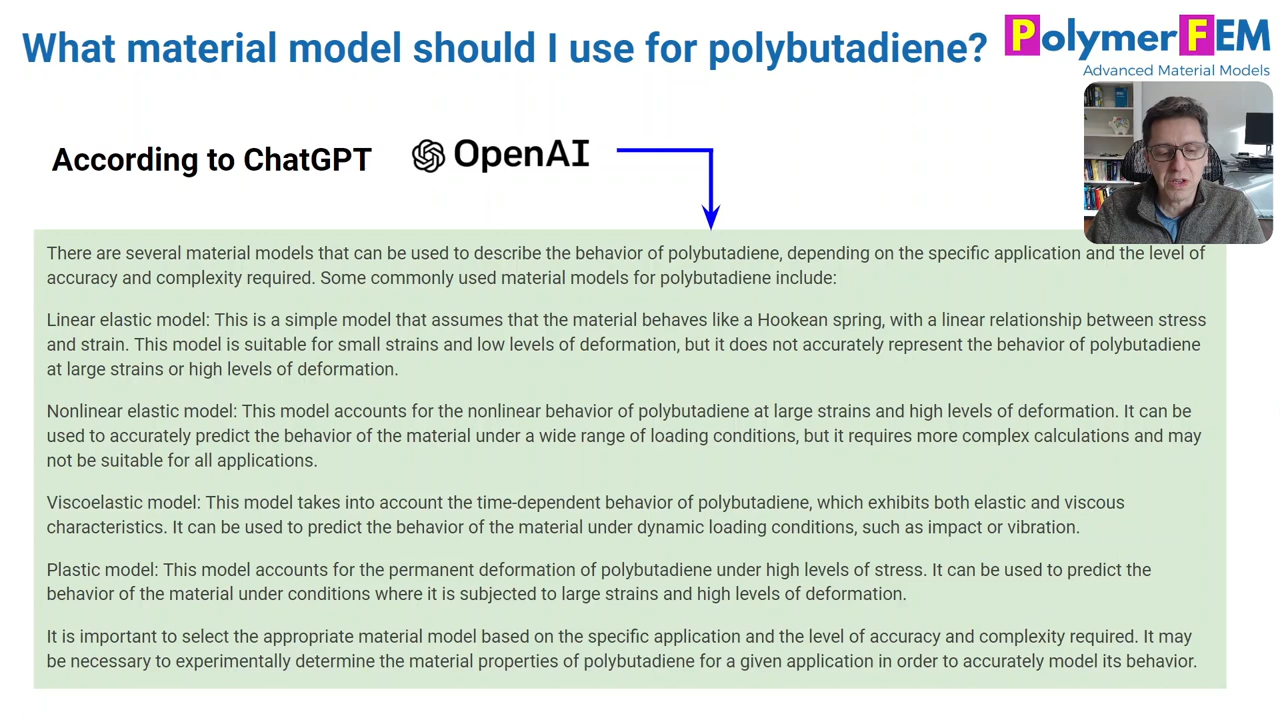 What material model should I use for polybutadiene?
PolymerFEM
Advanced Material Models
According to ChatGPT
OpenAI
There are several material models that can be used to describe the behavior of polybutadiene, depending on the specific application and the level of
accuracy and complexity required. Some commonly used material models for polybutadiene include:
Linear elastic model: This is a simple model that assumes that the material behaves like a Hookean spring, with a linear relationship between stress
and strain. This model is suitable for small strains and low levels of deformation, but it does not accurately represent the behavior of polybutadiene
at large strains or high levels of deformation.
Nonlinear elastic model: This model accounts for the nonlinear behavior of polybutadiene at large strains and high levels of deformation. It can be
used to accurately predict the behavior of the material under a wide range of loading conditions, but it requires more complex calculations and may
not be suitable for all applications.
Viscoelastic model: This model takes into account the time-dependent behavior of polybutadiene, which exhibits both elastic and viscous
characteristics. It can be used to predict the behavior of the material under dynamic loading conditions, such as impact or vibration.
Plastic model: This model accounts for the permanent deformation of polybutadiene under high levels of stress. It can be used to predict the
behavior of the material under conditions where it is subjected to large strains and high levels of deformation.
It is important to select the appropriate material model based on the specific application and the level of accuracy and complexity required. It may
be necessary to experimentally determine the material properties of polybutadiene for a given application in order to accurately model its behavior.